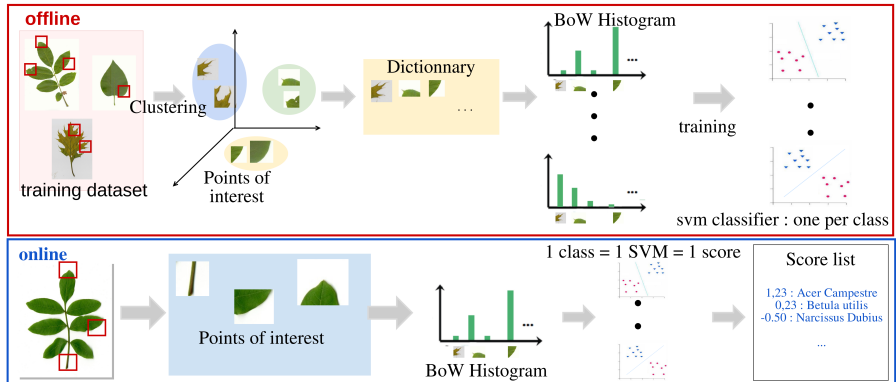 offline
training dataset
Clustering
Points of
interest
Dictionnary
...
BoW Histogram
...
...
training
svm classifier : one per class
online
Points of interest
BoW Histogram
...
1 class = 1 SVM = 1 score
Score list
1,23 : Acer Campestre
0,23 : Betula utilis
-0.50 : Narcissus Dubius
...